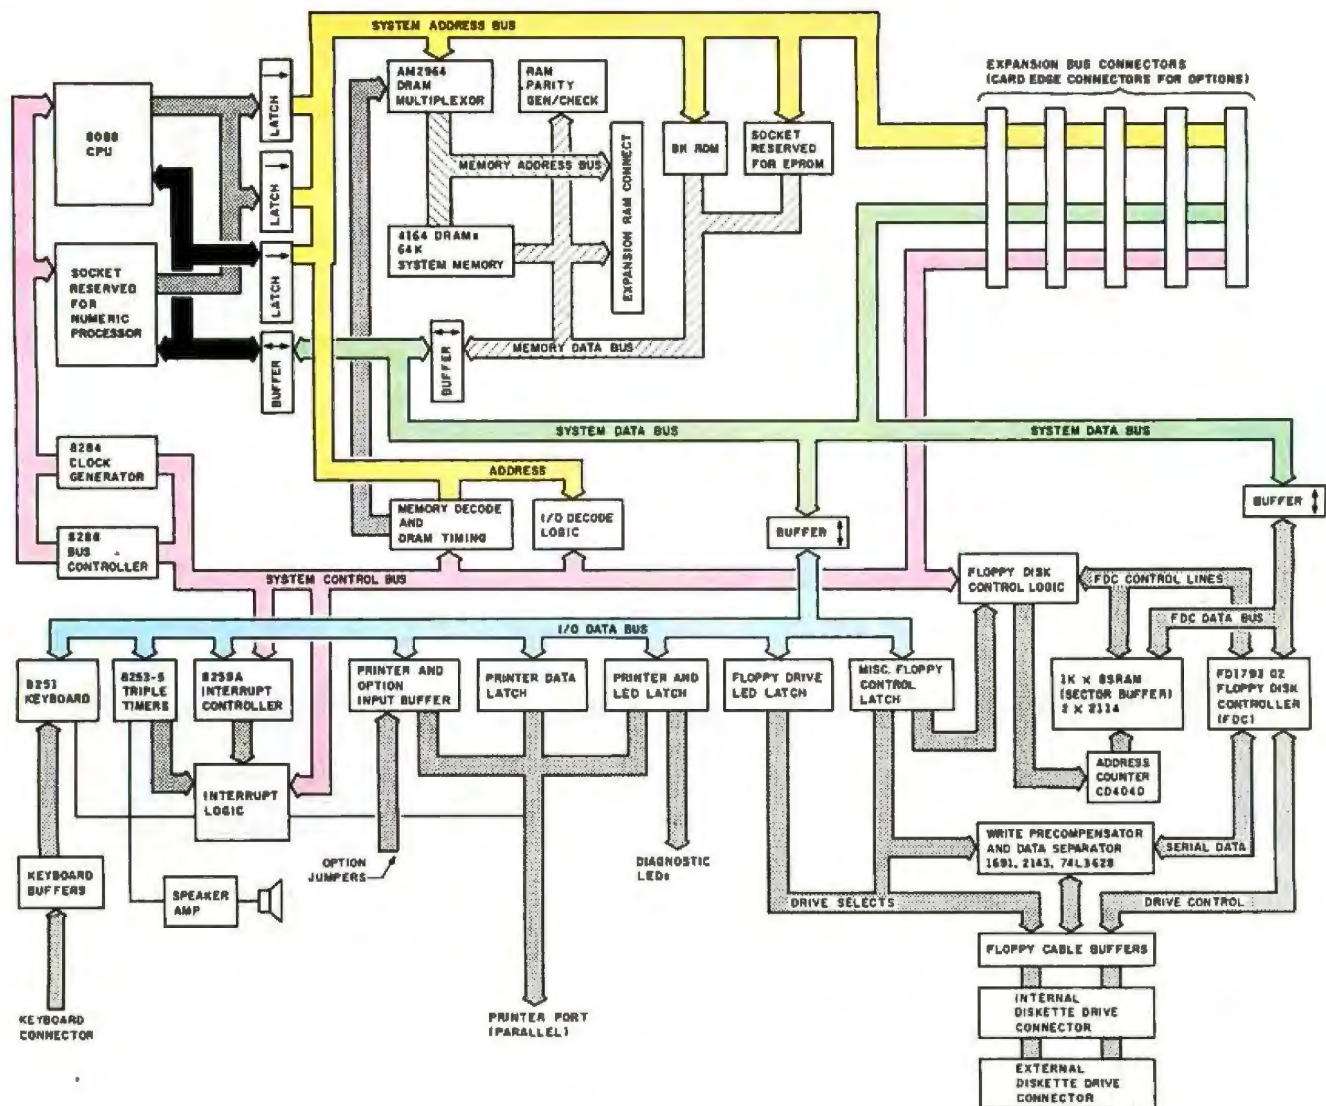 SYSTEM ADDRESS BUS
EXPANSION BUS CONNECTORS
(CARD EDGE CONNECTORS FOR OPTIONS)
8088
CPU
LATCH
LATCH
LATCH
BUFFER
AM2964
DRAM
MULTIPLEXOR
RAM
PARITY
GEN/CHECK
8K ROM
SOCKET
RESERVED
FOR EPROM
MEMORY ADDRESS BUS
EXPANSION RAM CONNECT
4164 DRAMs
64K
SYSTEM MEMORY
SOCKET
RESERVED
FOR
NUMERIC
PROCESSOR
BUFFER
MEMORY DATA BUS
SYSTEM DATA BUS
SYSTEM DATA BUS
8284
CLOCK
GENERATOR
ADDRESS
BUFFER
8288
BUS
CONTROLLER
MEMORY DECODE
AND
DRAM TIMING
I/O DECODE
LOGIC
BUFFER
SYSTEM CONTROL BUS
FLOPPY DISK
CONTROL LOGIC
FDC CONTROL LINES
FDC DATA BUS
I/O DATA BUS
8251
KEYBOARD
8253-5
TRIPLE
TIMERS
8259A
INTERRUPT
CONTROLLER
PRINTER AND
OPTION
INPUT BUFFER
PRINTER DATA
LATCH
PRINTER AND
LED LATCH
FLOPPY DRIVE
LED LATCH
MISC. FLOPPY
CONTROL
LATCH
1K × 8SRAM
(SECTOR BUFFER)
2 × 2114
FD1793 02
FLOPPY DISK
CONTROLLER
(FDC)
INTERRUPT
LOGIC
ADDRESS
COUNTER
CD4040
OPTION
JUMPERS
DIAGNOSTIC
LEDs
WRITE PRECOMPENSATOR
AND DATA SEPARATOR
1691, 2143, 74LS628
SERIAL DATA
KEYBOARD
BUFFERS
SPEAKER
AMP
DRIVE SELECTS
DRIVE CONTROL
FLOPPY CABLE BUFFERS
KEYBOARD
CONNECTOR
PRINTER PORT
(PARALLEL)
INTERNAL
DISKETTE DRIVE
CONNECTOR
EXTERNAL
DISKETTE DRIVE
CONNECTOR